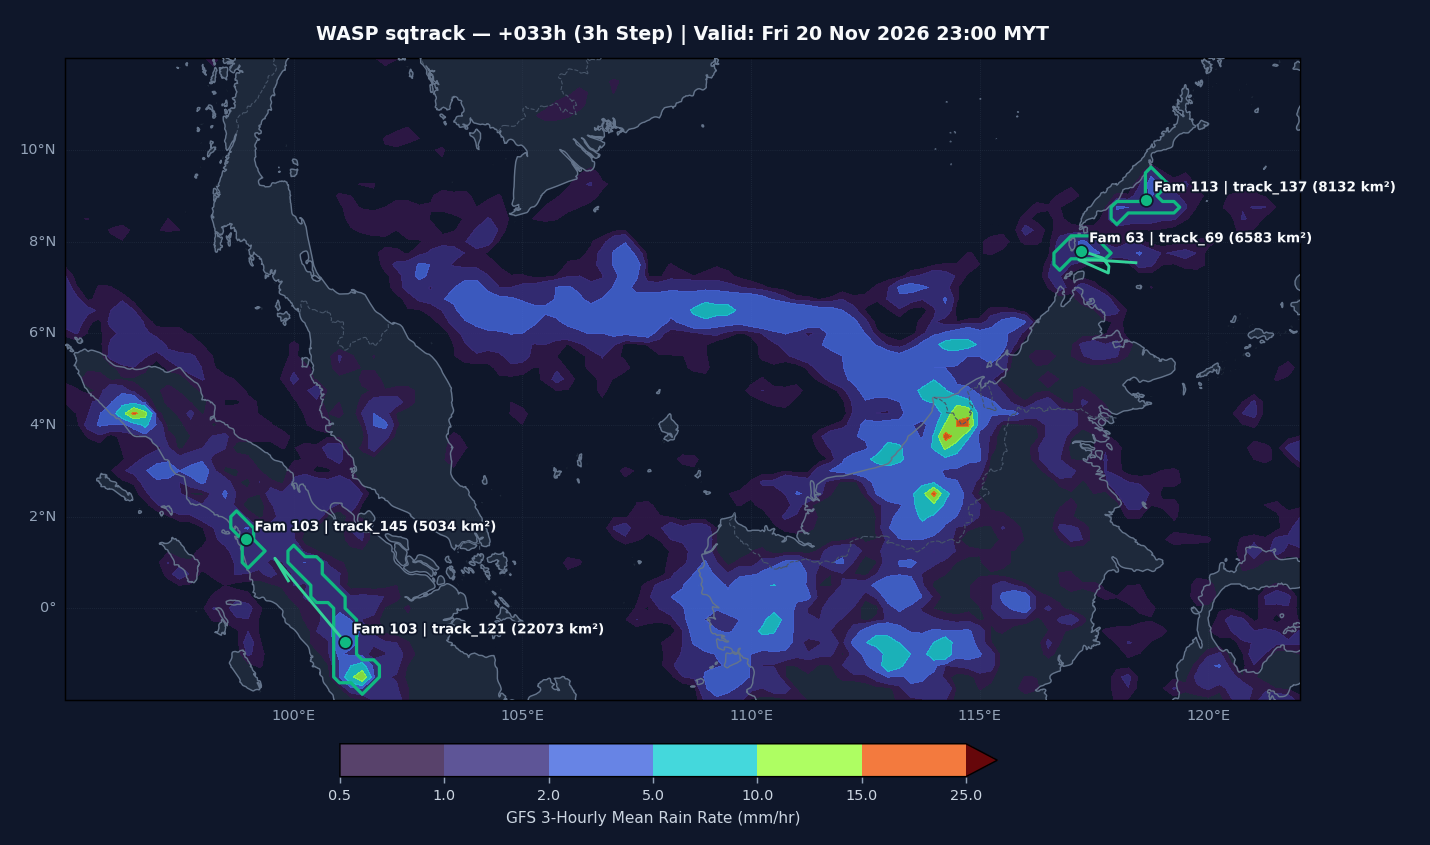 WASP sqtrack — +033h (3h Step) | Valid: Fri 20 Nov 2026 23:00 MYT
10°N
8°N
6°N
4°N
2°N
0°
Fam 113 | track_137 (8132 km²)
Fam 63 | track_69 (6583 km²)
Fam 103 | track_145 (5034 km²)
Fam 103 | track_121 (22073 km²)
100°E 105°E 110°E 115°E 120°E
0.5 1.0 2.0 5.0 10.0 15.0 25.0
GFS 3-Hourly Mean Rain Rate (mm/hr)